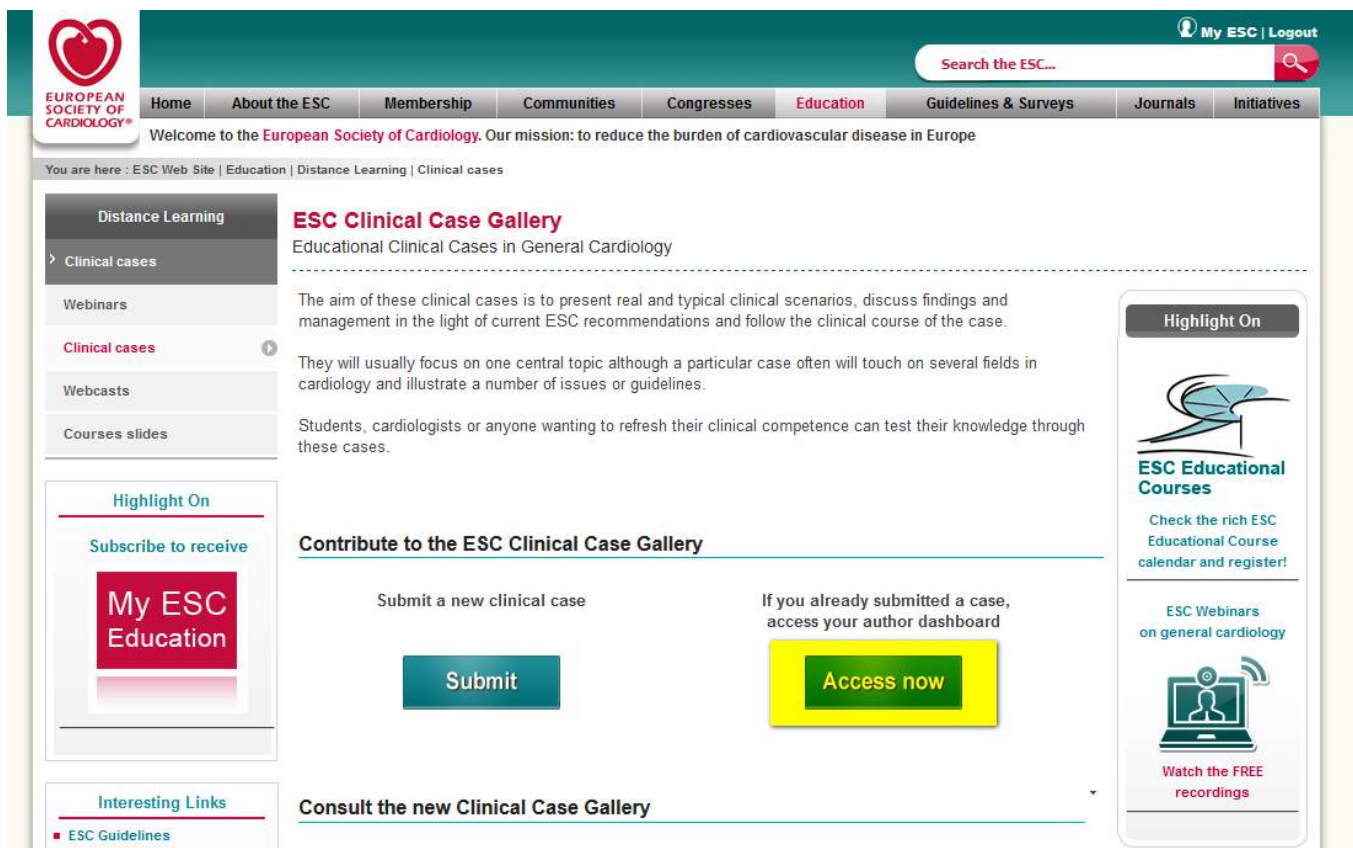 My ESC | Logout
Search the ESC...
EUROPEAN
SOCIETY OF
CARDIOLOGY®
Home About the ESC Membership Communities Congresses Education Guidelines & Surveys Journals Initiatives
Welcome to the European Society of Cardiology. Our mission: to reduce the burden of cardiovascular disease in Europe
You are here : ESC Web Site | Education | Distance Learning | Clinical cases
Distance Learning
Clinical cases
Webinars
Clinical cases
Webcasts
Courses slides
Highlight On
Subscribe to receive
My ESC
Education
Interesting Links
ESC Guidelines
ESC Clinical Case Gallery
Educational Clinical Cases in General Cardiology
The aim of these clinical cases is to present real and typical clinical scenarios, discuss findings and
management in the light of current ESC recommendations and follow the clinical course of the case.
They will usually focus on one central topic although a particular case often will touch on several fields in
cardiology and illustrate a number of issues or guidelines.
Students, cardiologists or anyone wanting to refresh their clinical competence can test their knowledge through
these cases.
Contribute to the ESC Clinical Case Gallery
Submit a new clinical case
Submit
If you already submitted a case,
access your author dashboard
Access now
Consult the new Clinical Case Gallery
Highlight On
ESC Educational
Courses
Check the rich ESC
Educational Course
calendar and register!
ESC Webinars
on general cardiology
Watch the FREE
recordings